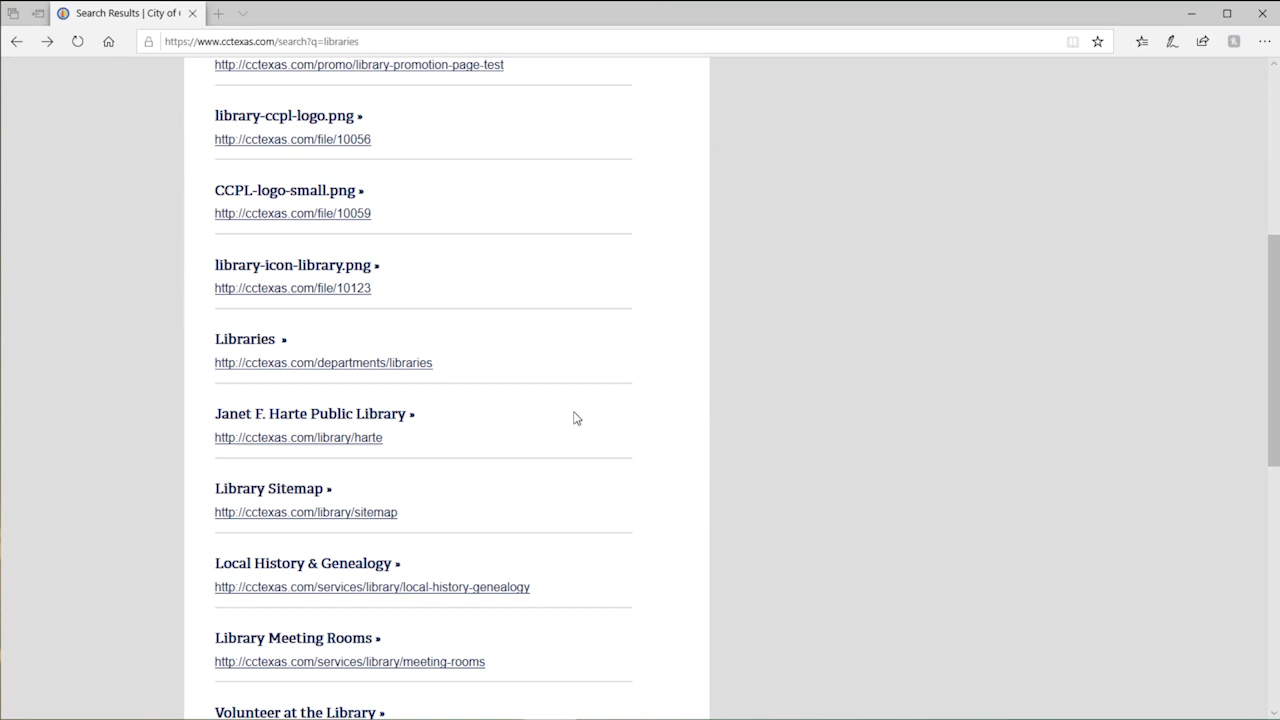 Search Results | City of
https://www.cctexas.com/search?q=libraries
http://cctexas.com/promo/library-promotion-page-test
library-ccpl-logo.png »
http://cctexas.com/file/10056
CCPL-logo-small.png »
http://cctexas.com/file/10059
library-icon-library.png »
http://cctexas.com/file/10123
Libraries »
http://cctexas.com/departments/libraries
Janet F. Harte Public Library »
http://cctexas.com/library/harte
Library Sitemap »
http://cctexas.com/library/sitemap
Local History & Genealogy »
http://cctexas.com/services/library/local-history-genealogy
Library Meeting Rooms »
http://cctexas.com/services/library/meeting-rooms
Volunteer at the Library »